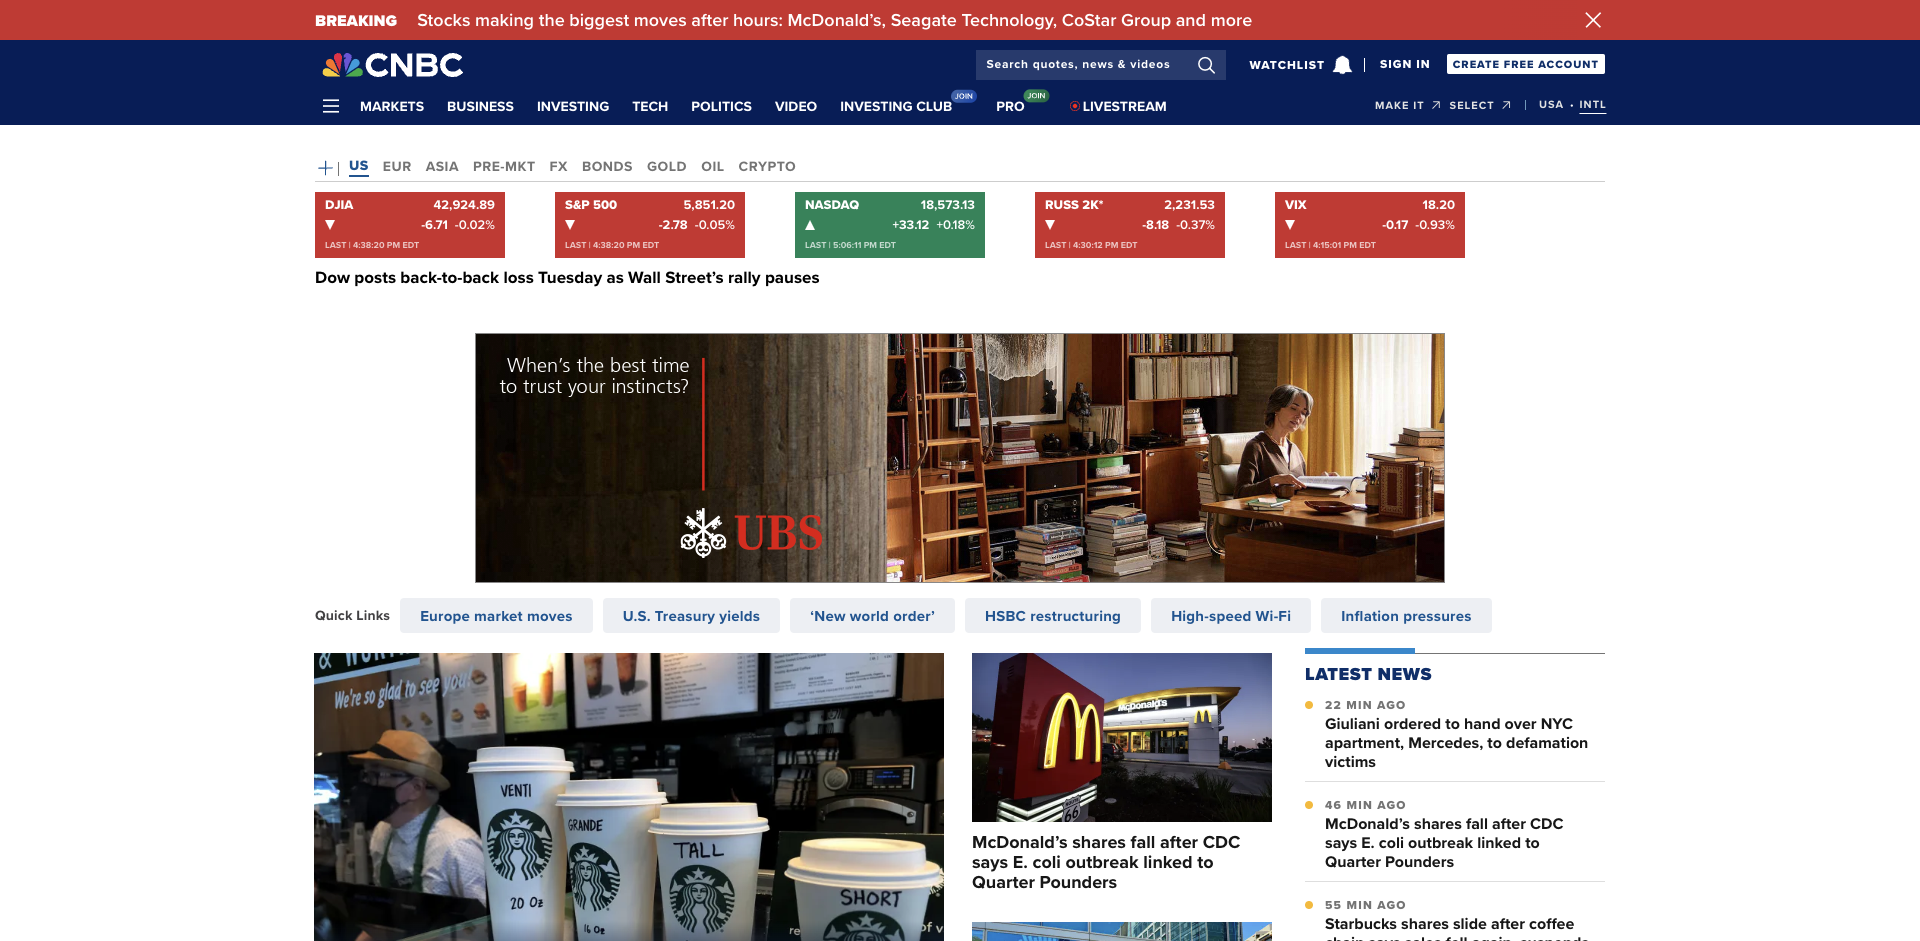 BREAKING Stocks making the biggest moves after hours: McDonald’s, Seagate Technology, CoStar Group and more
CNBC
Search quotes, news & videos
WATCHLIST | SIGN IN
CREATE FREE ACCOUNT
MARKETS BUSINESS INVESTING TECH POLITICS VIDEO INVESTING CLUB JOIN PRO JOIN LIVESTREAM
MAKE IT SELECT | USA • INTL
US EUR ASIA PRE-MKT FX BONDS GOLD OIL CRYPTO
DJIA 42,924.89
-6.71 -0.02%
LAST | 4:38:20 PM EDT
S&P 500 5,851.20
-2.78 -0.05%
LAST | 4:38:20 PM EDT
NASDAQ 18,573.13
+33.12 +0.18%
LAST | 5:06:11 PM EDT
RUSS 2K* 2,231.53
-8.18 -0.37%
LAST | 4:30:12 PM EDT
VIX 18.20
-0.17 -0.93%
LAST | 4:15:01 PM EDT
Dow posts back-to-back loss Tuesday as Wall Street’s rally pauses
When’s the best time
to trust your instincts?
UBS
Quick Links
Europe market moves
U.S. Treasury yields
‘New world order’
HSBC restructuring
High-speed Wi-Fi
Inflation pressures
We're so glad to see you!
VENTI
20 Oz
GRANDE
16 Oz
TALL
SHORT
McDonald's
ROUTE
66
McDonald’s shares fall after CDC
says E. coli outbreak linked to
Quarter Pounders
LATEST NEWS
22 MIN AGO
Giuliani ordered to hand over NYC
apartment, Mercedes, to defamation
victims
46 MIN AGO
McDonald’s shares fall after CDC
says E. coli outbreak linked to
Quarter Pounders
55 MIN AGO
Starbucks shares slide after coffee